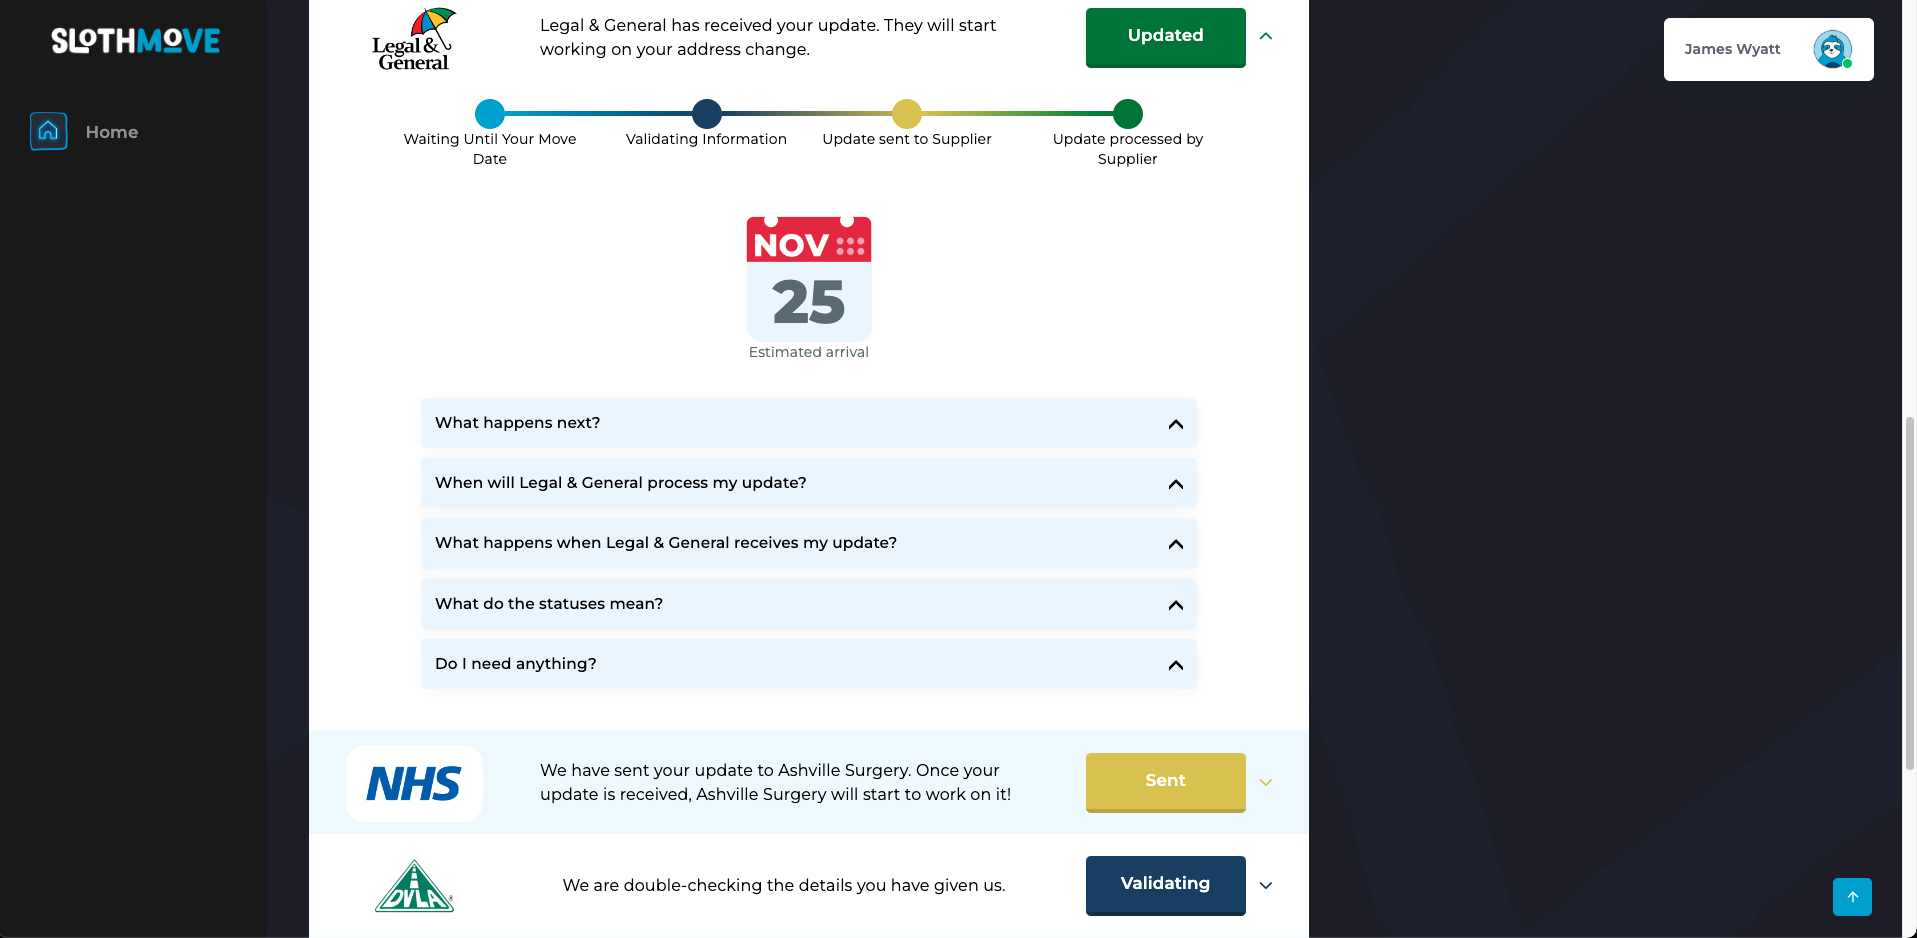 SLOTHMOVE
Home
James Wyatt
Legal &
General
Legal & General has received your update. They will start
working on your address change.
Updated
Waiting Until Your Move
Date
Validating Information
Update sent to Supplier
Update processed by
Supplier
NOV
25
Estimated arrival
What happens next?
When will Legal & General process my update?
What happens when Legal & General receives my update?
What do the statuses mean?
Do I need anything?
NHS
We have sent your update to Ashville Surgery. Once your
update is received, Ashville Surgery will start to work on it!
Sent
DVLA
We are double-checking the details you have given us.
Validating